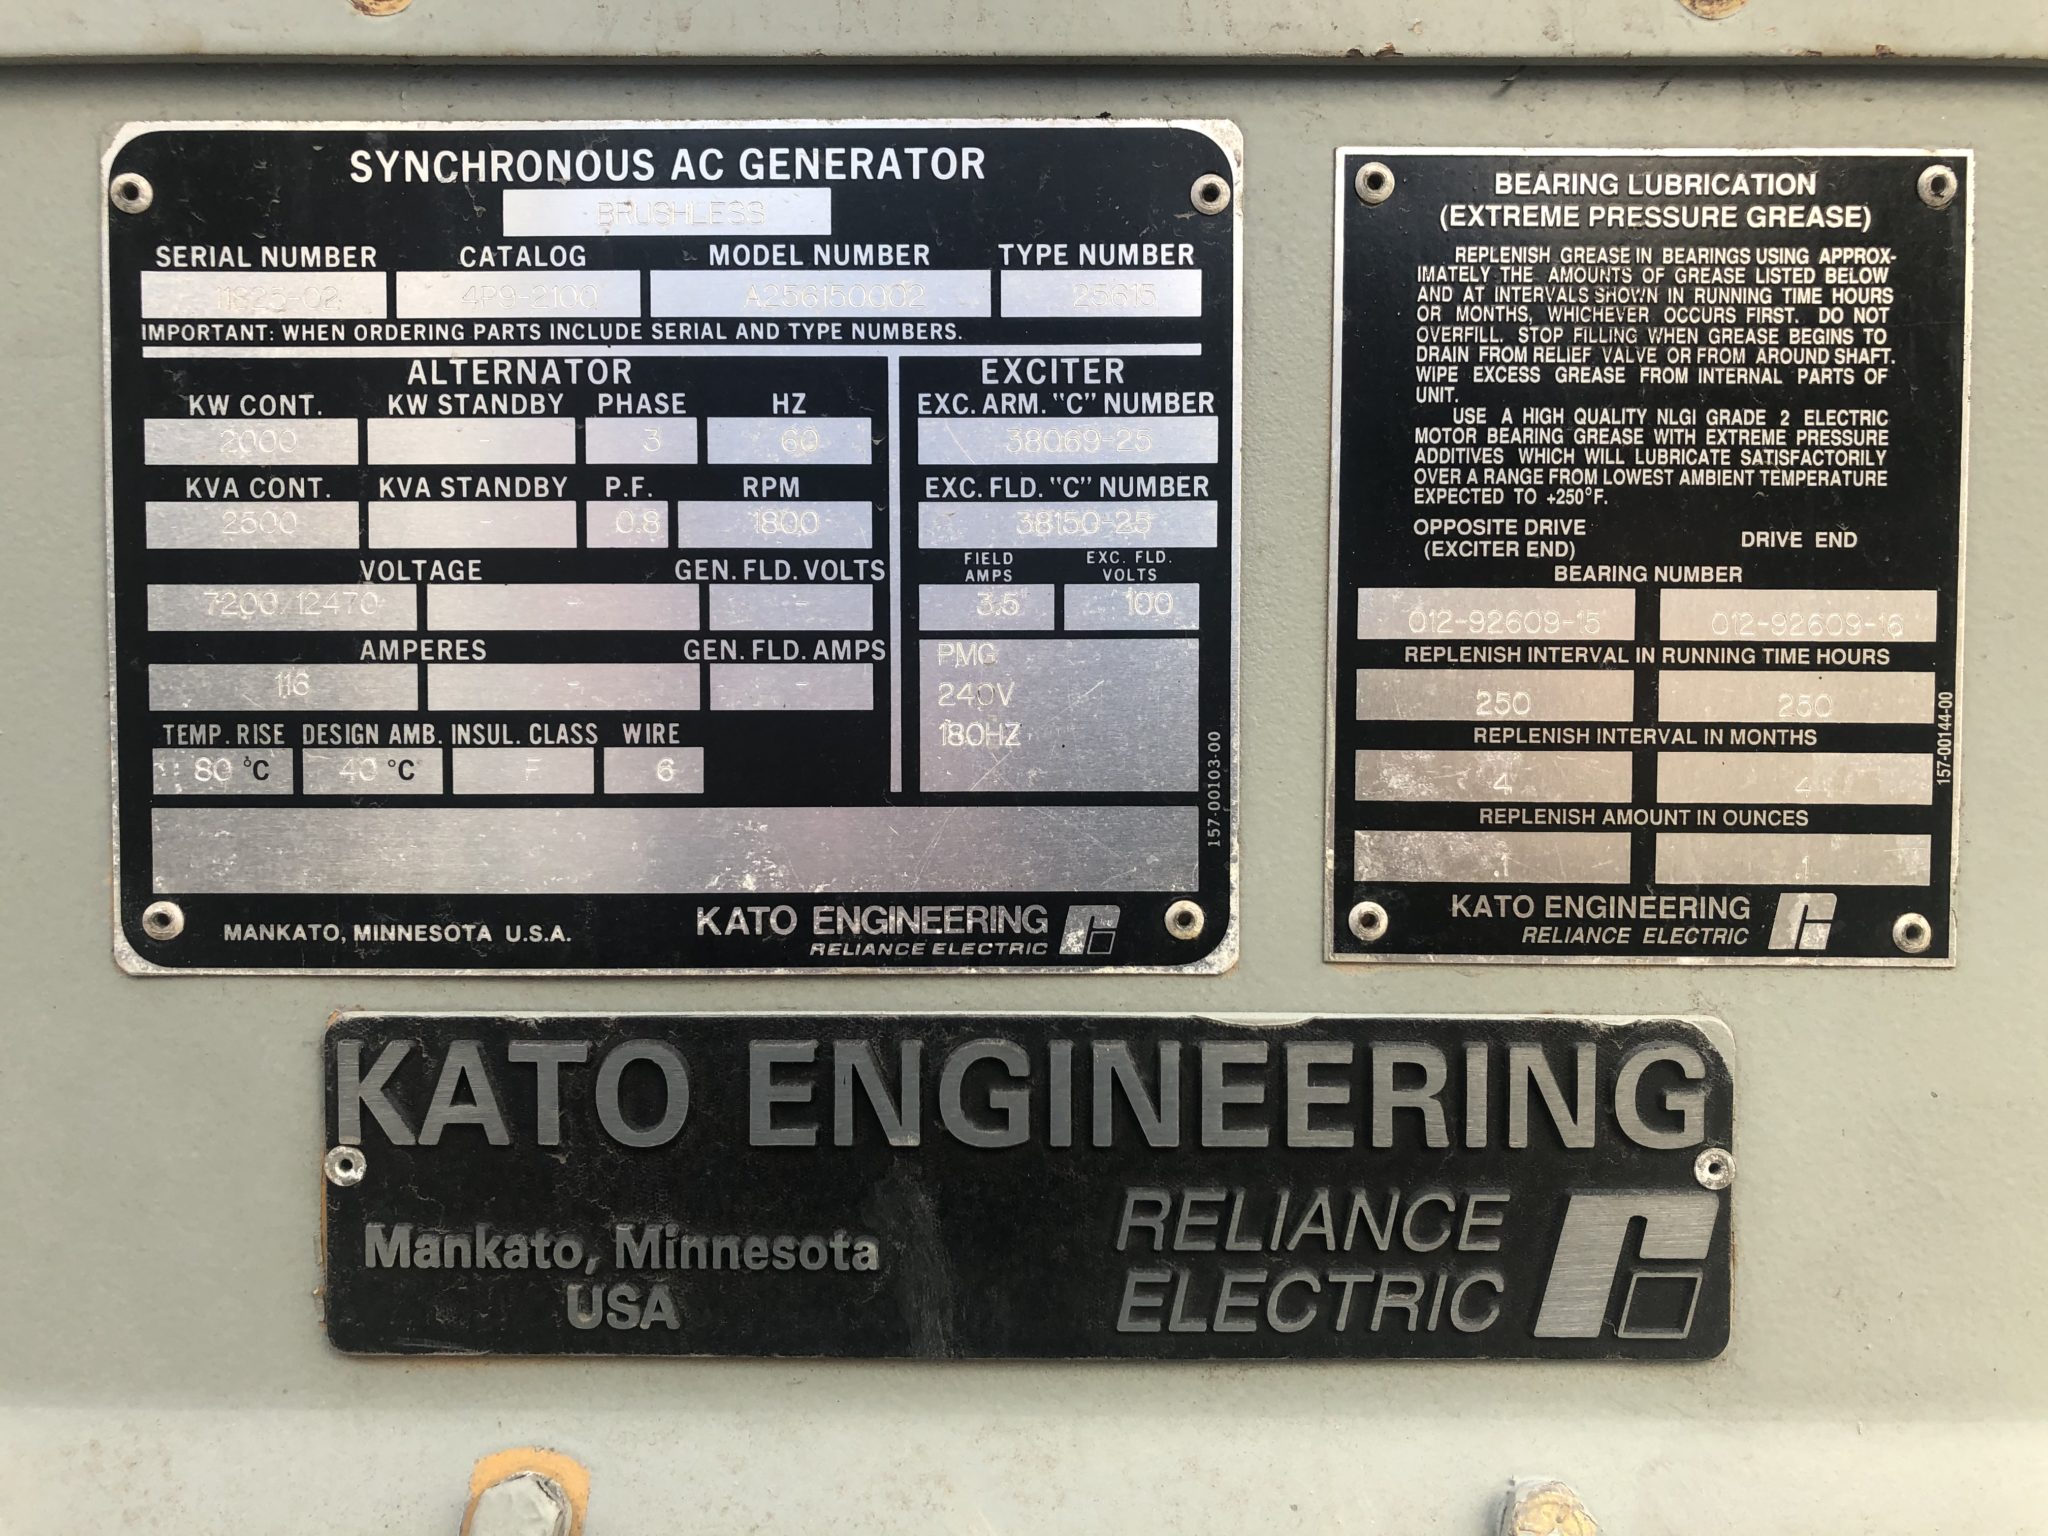 SYNCHRONOUS AC GENERATOR
BRUSHLESS
SERIAL NUMBER CATALOG MODEL NUMBER TYPE NUMBER
11825-02 4P9-2100 A256150002 25615
IMPORTANT: WHEN ORDERING PARTS INCLUDE SERIAL AND TYPE NUMBERS.
ALTERNATOR
KW CONT. KW STANDBY PHASE HZ
2000 - 3 60
KVA CONT. KVA STANDBY P.F. RPM
2500 - 0.8 1800
VOLTAGE GEN. FLD. VOLTS
7200/12470 - -
AMPERES GEN. FLD. AMPS
116 - -
TEMP. RISE DESIGN AMB. INSUL. CLASS WIRE
80 °C 40 °C F 6
EXCITER
EXC. ARM. "C" NUMBER
38069-25
EXC. FLD. "C" NUMBER
38150-25
FIELD AMPS EXC. FLD. VOLTS
3.5 100
PMG
240V
180HZ
157-00103-00
MANKATO, MINNESOTA U.S.A.
KATO ENGINEERING
RELIANCE ELECTRIC
BEARING LUBRICATION
(EXTREME PRESSURE GREASE)
REPLENISH GREASE IN BEARINGS USING APPROX-
IMATELY THE AMOUNTS OF GREASE LISTED BELOW
AND AT INTERVALS SHOWN IN RUNNING TIME HOURS
OR MONTHS, WHICHEVER OCCURS FIRST. DO NOT
OVERFILL. STOP FILLING WHEN GREASE BEGINS TO
DRAIN FROM RELIEF VALVE OR FROM AROUND SHAFT.
WIPE EXCESS GREASE FROM INTERNAL PARTS OF
UNIT.
USE A HIGH QUALITY NLGI GRADE 2 ELECTRIC
MOTOR BEARING GREASE WITH EXTREME PRESSURE
ADDITIVES WHICH WILL LUBRICATE SATISFACTORILY
OVER A RANGE FROM LOWEST AMBIENT TEMPERATURE
EXPECTED TO +250°F.
OPPOSITE DRIVE
(EXCITER END) DRIVE END
BEARING NUMBER
012-92609-15 012-92609-16
REPLENISH INTERVAL IN RUNNING TIME HOURS
250 250
REPLENISH INTERVAL IN MONTHS
4 4
REPLENISH AMOUNT IN OUNCES
.1 .1
157-00144-00
KATO ENGINEERING
RELIANCE ELECTRIC
KATO ENGINEERING
Mankato, Minnesota
USA
RELIANCE
ELECTRIC